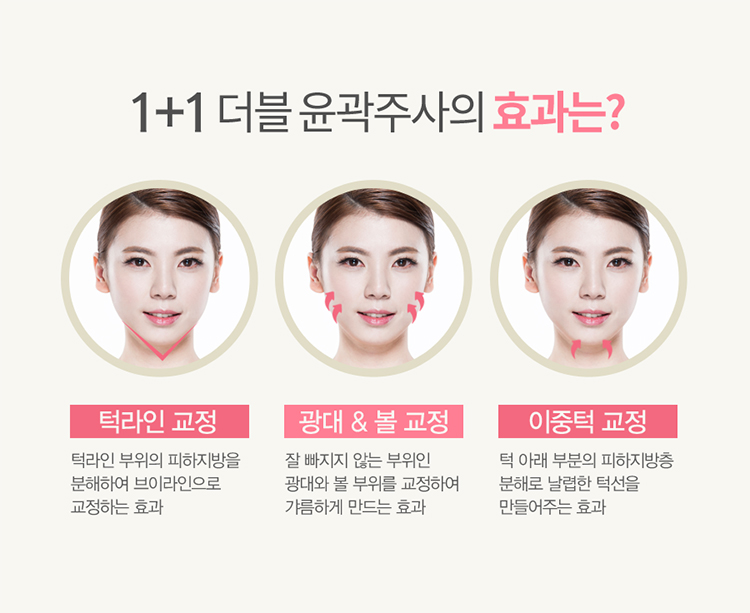 1+1 더블 윤곽주사의 효과는?
턱라인 교정
턱라인 부위의 피하지방을
분해하여 브이라인으로
교정하는 효과
광대 & 볼 교정
잘 빠지지 않는 부위인
광대와 볼 부위를 교정하여
갸름하게 만드는 효과
이중턱 교정
턱 아래 부분의 피하지방층
분해로 날렵한 턱선을
만들어주는 효과